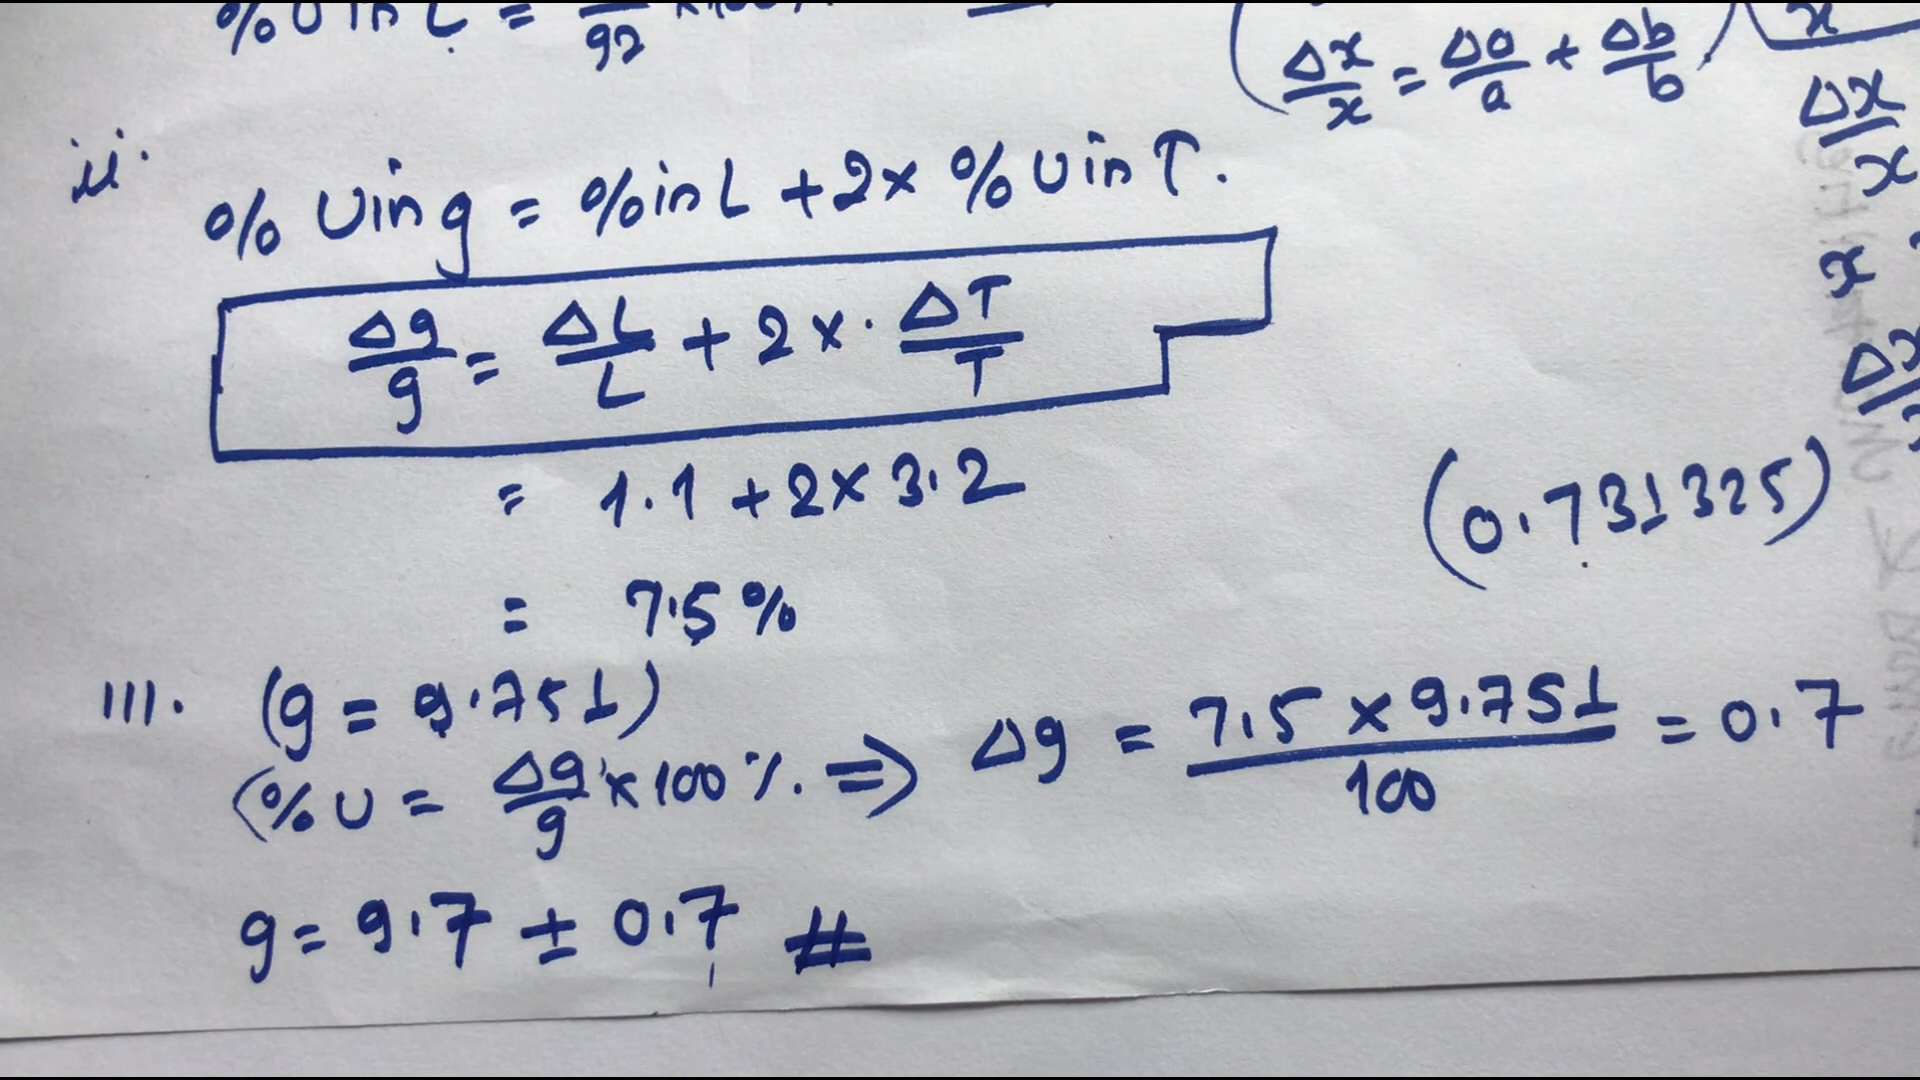 % U in L =
92
Δx/x = Δa/a + Δb/b
x
Δx/x
x
ii.
% U in g = % in L + 2 x % U in T.
Δg/g = ΔL/L + 2 x . ΔT/T
= 1.1 + 2 x 3.2
(0.731325)
= 7.5 %
III. (g = 9.751)
(% U = Δg/g x 100 %. ⇒ Δg = 7.5 x 9.751 / 100 = 0.7
g = 9.7 ± 0.7 #